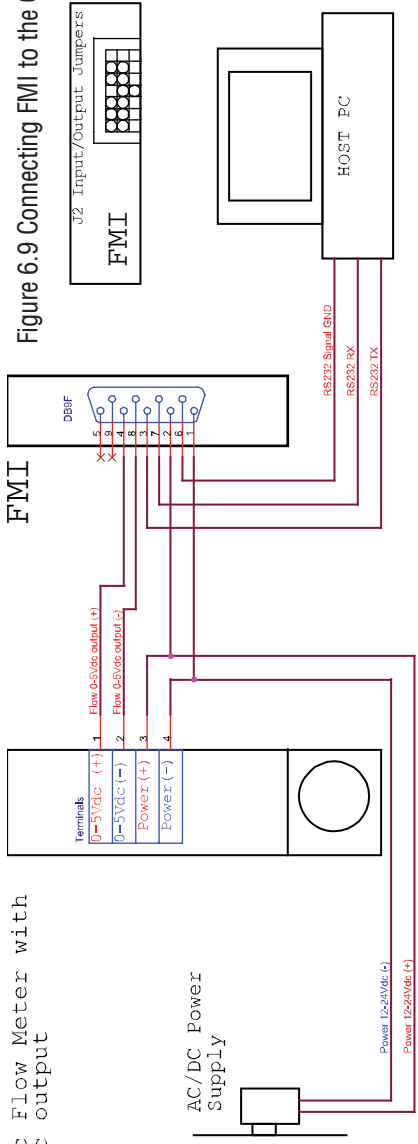 Flow Meter with
output
AC/DC Power
Supply
Terminals
0-5Vdc (+)
0-5Vdc (-)
Power (+)
Power (-)
1
2
3
4
Flow 0-5Vdc output (+)
Flow 0-5Vdc output (-)
Power 12-24Vdc (-)
Power 12-24Vdc (+)
FMI
DB9F
5
9
4
8
3
7
2
6
1
RS232 Signal GND
RS232 RX
RS232 TX
HOST PC
J2 Input/Output Jumpers
FMI
Figure 6.9 Connecting FMI to the